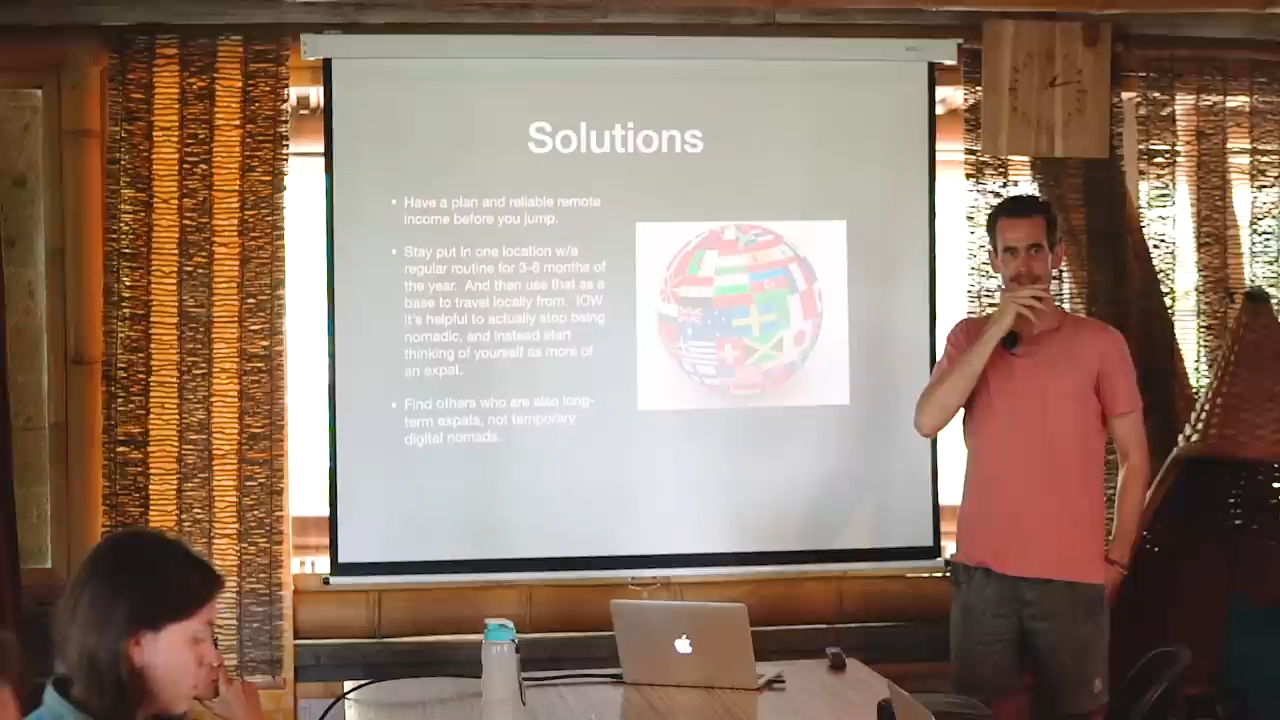 Solutions
• Have a plan and reliable remote
income before you jump.
• Stay put in one location w/a
regular routine for 3-6 months of
the year. And then use that as a
base to travel locally from. IOW
it's helpful to actually stop being
nomadic, and instead start
thinking of yourself as more of
an expat.
• Find others who are also long-
term expats, not temporary
digital nomads.